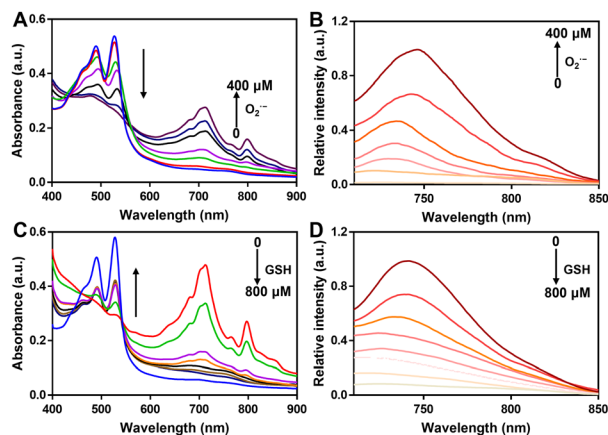 A
0.6
0.4
0.2
0.0
Absorbance (a.u.)
400 500 600 700 800 900
Wavelength (nm)
400 μM
O₂·−
0
B
1.2
0.8
0.4
0.0
Relative intensity (a.u.)
750 800 850
Wavelength (nm)
400 μM
O₂·−
0
C
0.6
0.4
0.2
0.0
Absorbance (a.u.)
400 500 600 700 800 900
Wavelength (nm)
0
GSH
800 μM
D
1.2
0.9
0.6
0.3
0.0
Relative intensity (a.u.)
750 800 850
Wavelength (nm)
0
GSH
800 μM